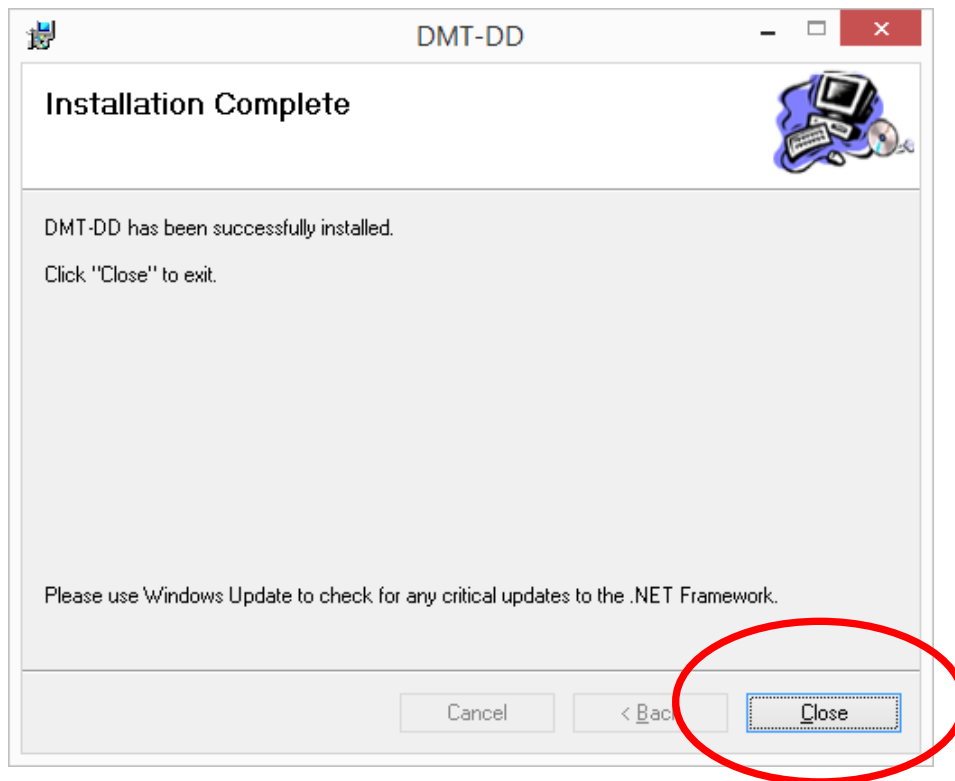 DMT-DD
Installation Complete
DMT-DD has been successfully installed.
Click "Close" to exit.
Please use Windows Update to check for any critical updates to the .NET Framework.
Cancel
< Bac
Close